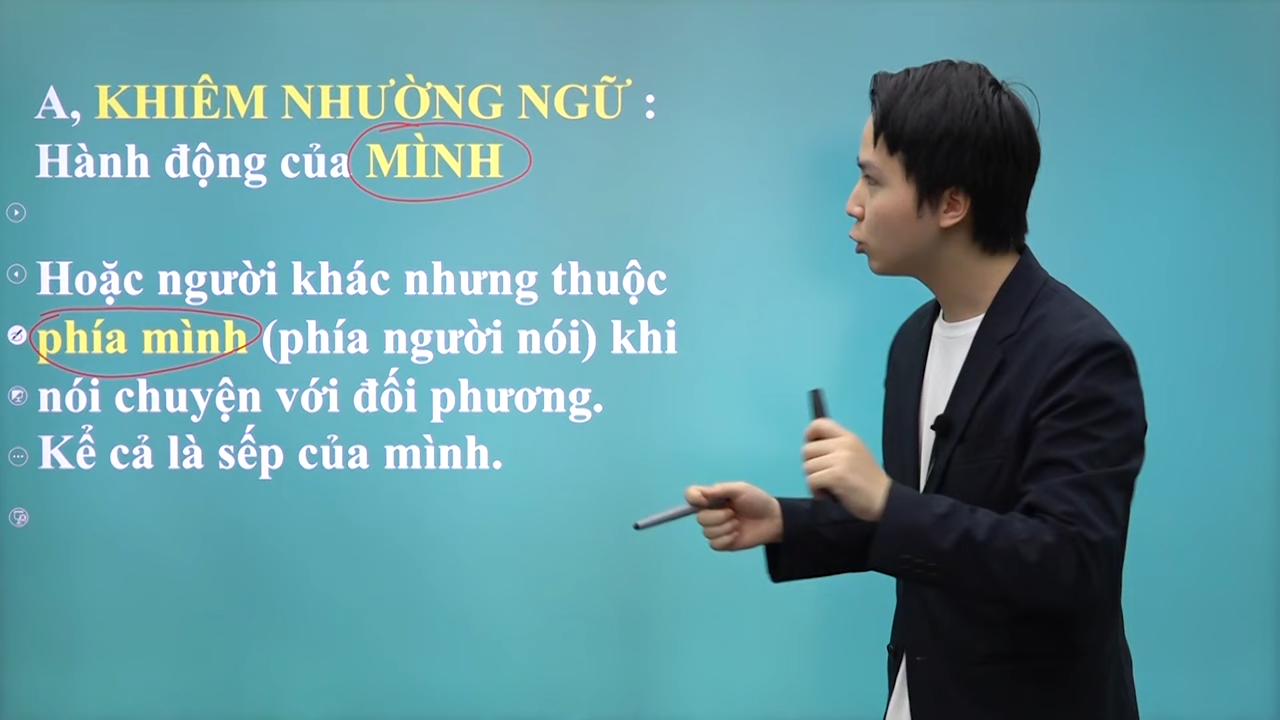 A, KHIÊM NHƯỜNG NGỮ :
Hành động của MÌNH
Hoặc người khác nhưng thuộc
phía mình (phía người nói) khi
nói chuyện với đối phương.
Kể cả là sếp của mình.